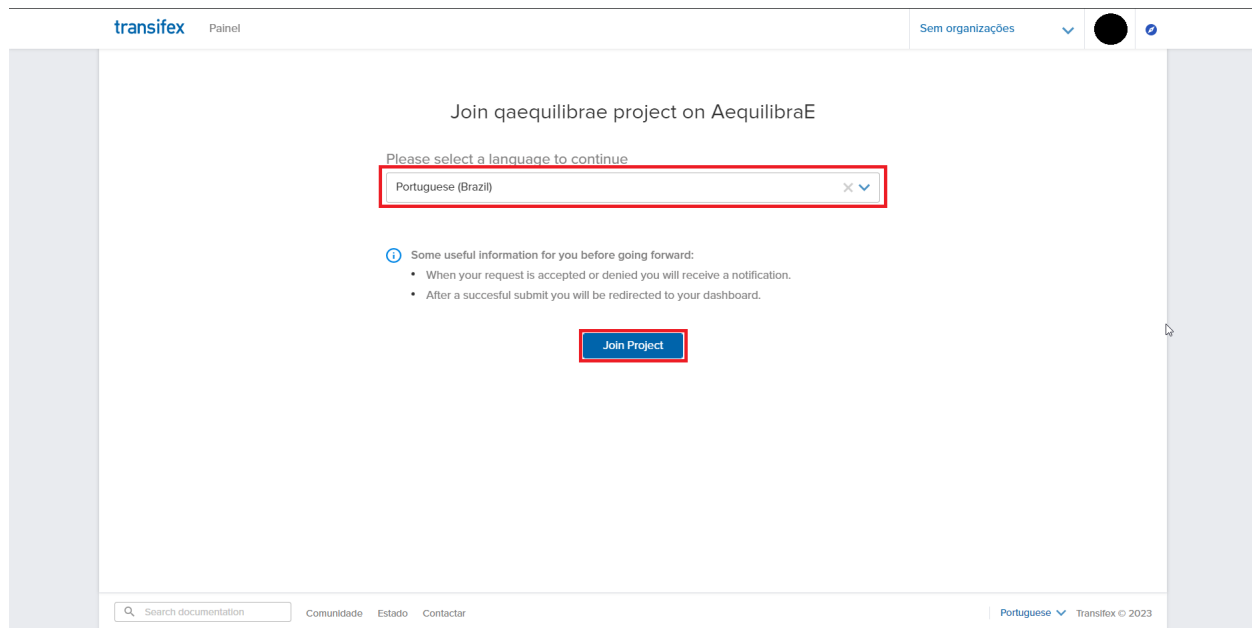 transifex Painel Sem organizações
Join qaequilibrae project on AequilibraE
Please select a language to continue
Portuguese (Brazil)
Some useful information for you before going forward:
• When your request is accepted or denied you will receive a notification.
• After a succesful submit you will be redirected to your dashboard.
Join Project
Search documentation Comunidade Estado Contactar Portuguese Transifex © 2023